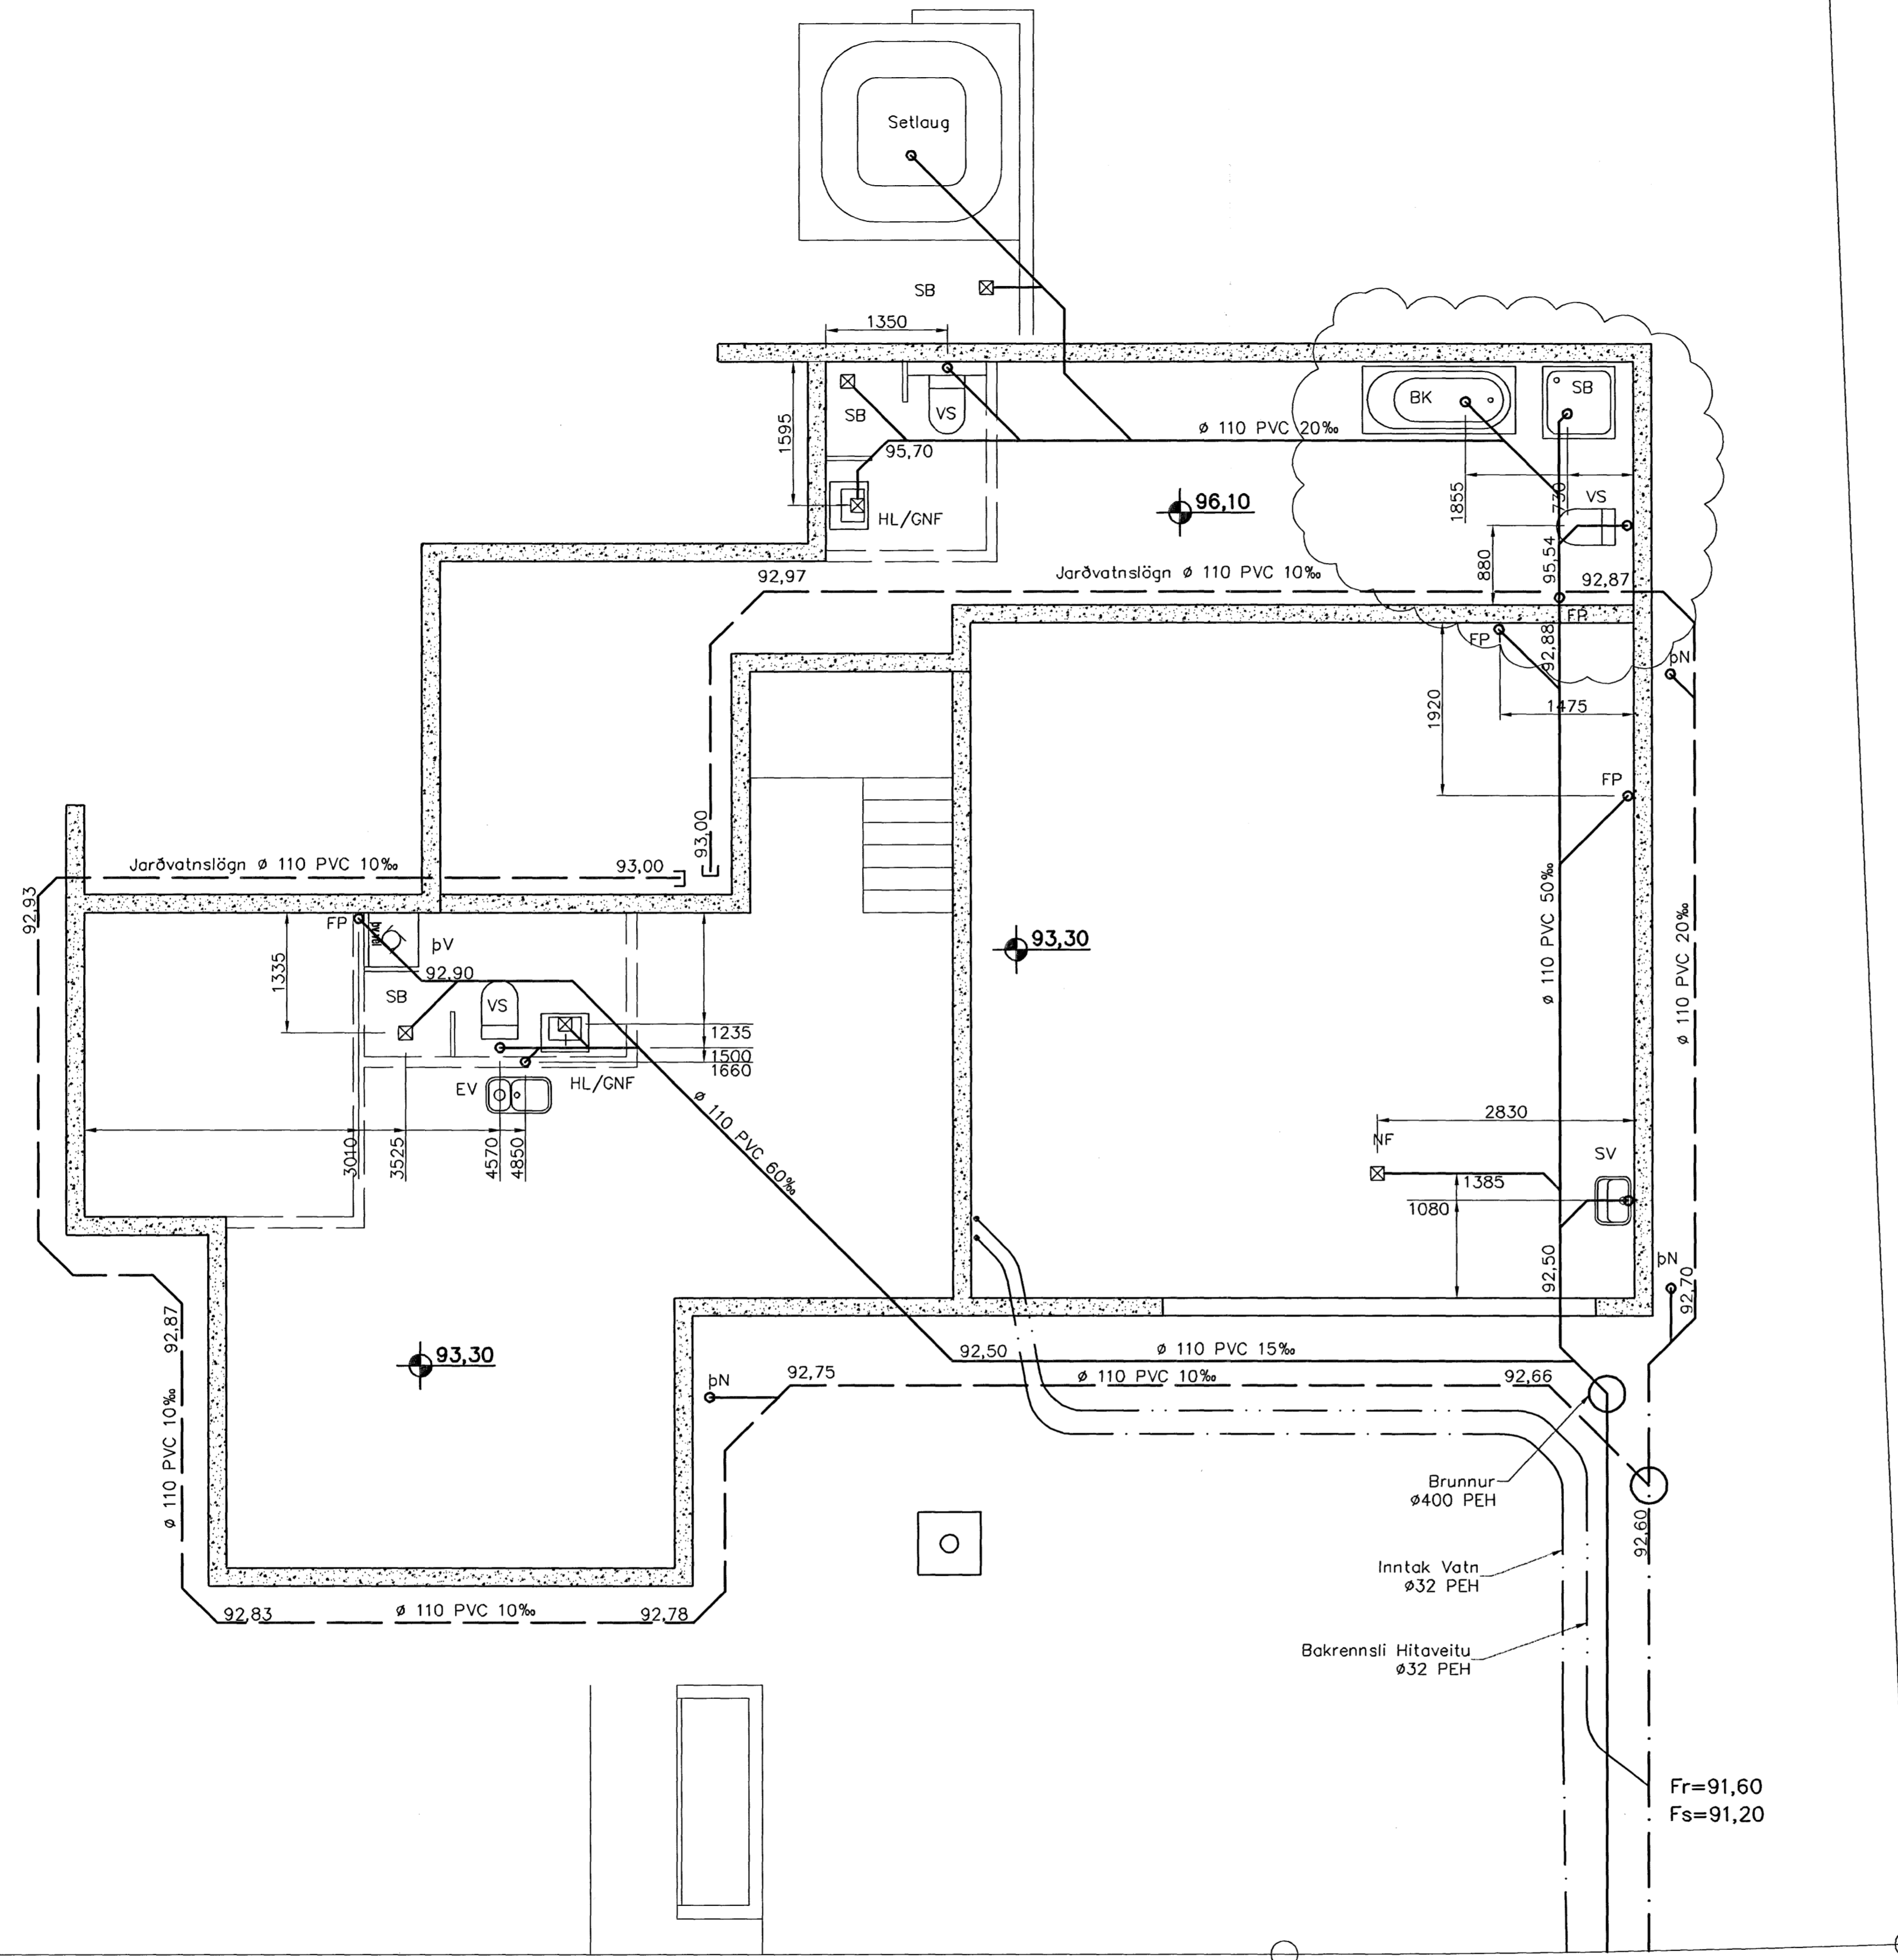 Setlaug
SB
1350
1595
SB
VS
95,70
ø 110 PVC 20‰
BK
SB
1855
730
VS
HL/GNF
96,10
880
95,54
92,87
92,97
Jarðvatnslögn ø 110 PVC 10‰
FP
FP
92,88
þN
1475
1920
FP
93,00
Jarðvatnslögn ø 110 PVC 10‰
93,00
92,93
FP
þV
92,90
1335
SB
VS
1235
1500
1660
EV
HL/GNF
3010
3525
4570
4850
ø 110 PVC 60‰
93,30
ø 110 PVC 50‰
ø 110 PVC 20‰
2830
NF
SV
1385
1080
92,50
þN
92,70
92,87
ø 110 PVC 10‰
93,30
þN
92,75
92,50
ø 110 PVC 15‰
ø 110 PVC 10‰
92,66
Brunnur
ø400 PEH
92,60
Inntak Vatn
ø32 PEH
92,83
ø 110 PVC 10‰
92,78
Bakrennsli Hitaveitu
ø32 PEH
Fr=91,60
Fs=91,20